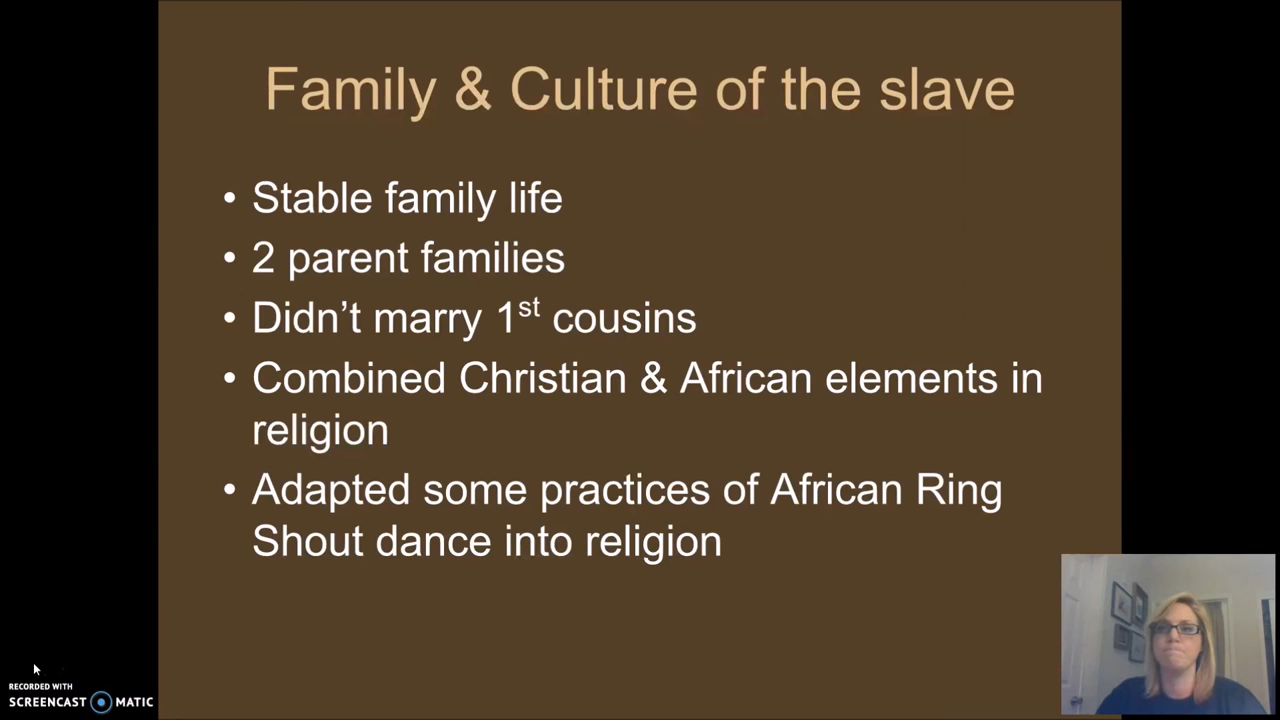 Family & Culture of the slave
• Stable family life
• 2 parent families
• Didn’t marry 1st cousins
• Combined Christian & African elements in
religion
• Adapted some practices of African Ring
Shout dance into religion
RECORDED WITH
SCREENCAST MATIC